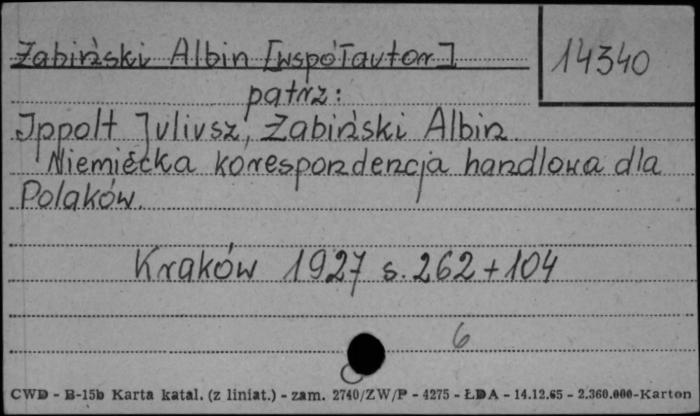 Żabiński Albin [współautor]
14340
patrz:
Ippolt Juliusz, Żabiński Albin
Niemiecka korespondencja handlowa dla
Polaków.
Kraków 1927 s. 262 + 104
6
CWD - B-15b Karta katal. (z liniat.) - zam. 2740/ZW/P - 4275 - ŁDA - 14.12.65 - 2.360.000-Karton